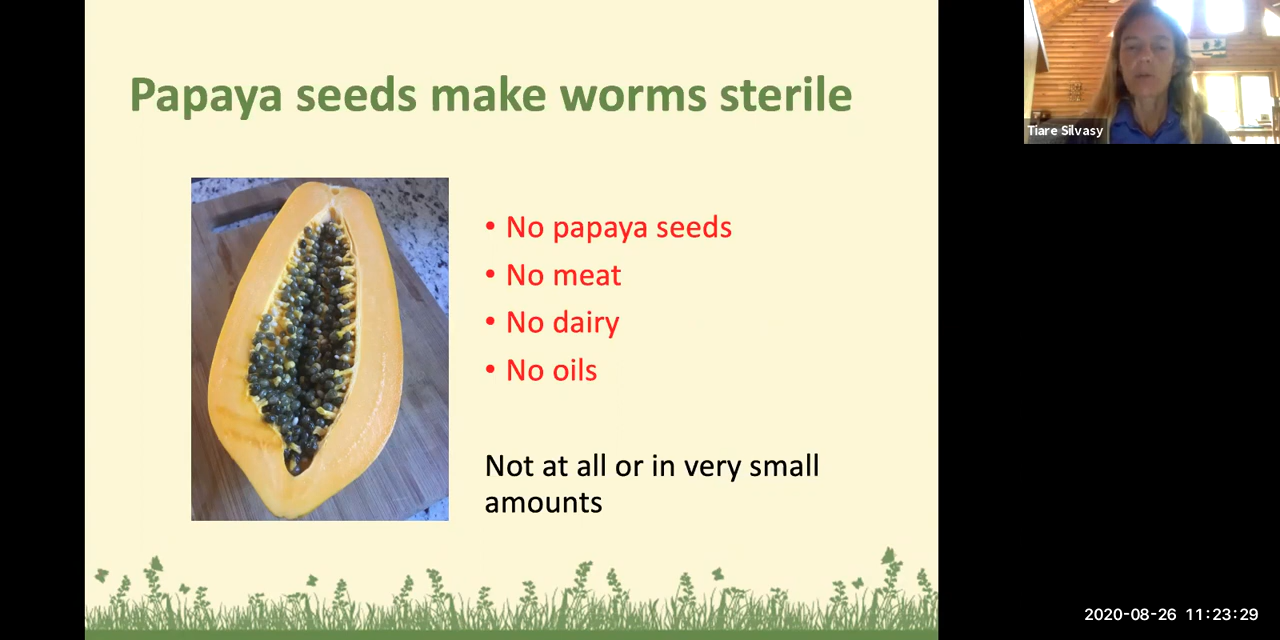 Papaya seeds make worms sterile
• No papaya seeds
• No meat
• No dairy
• No oils
Not at all or in very small
amounts
Tiare Silvasy
2020-08-26 11:23:29